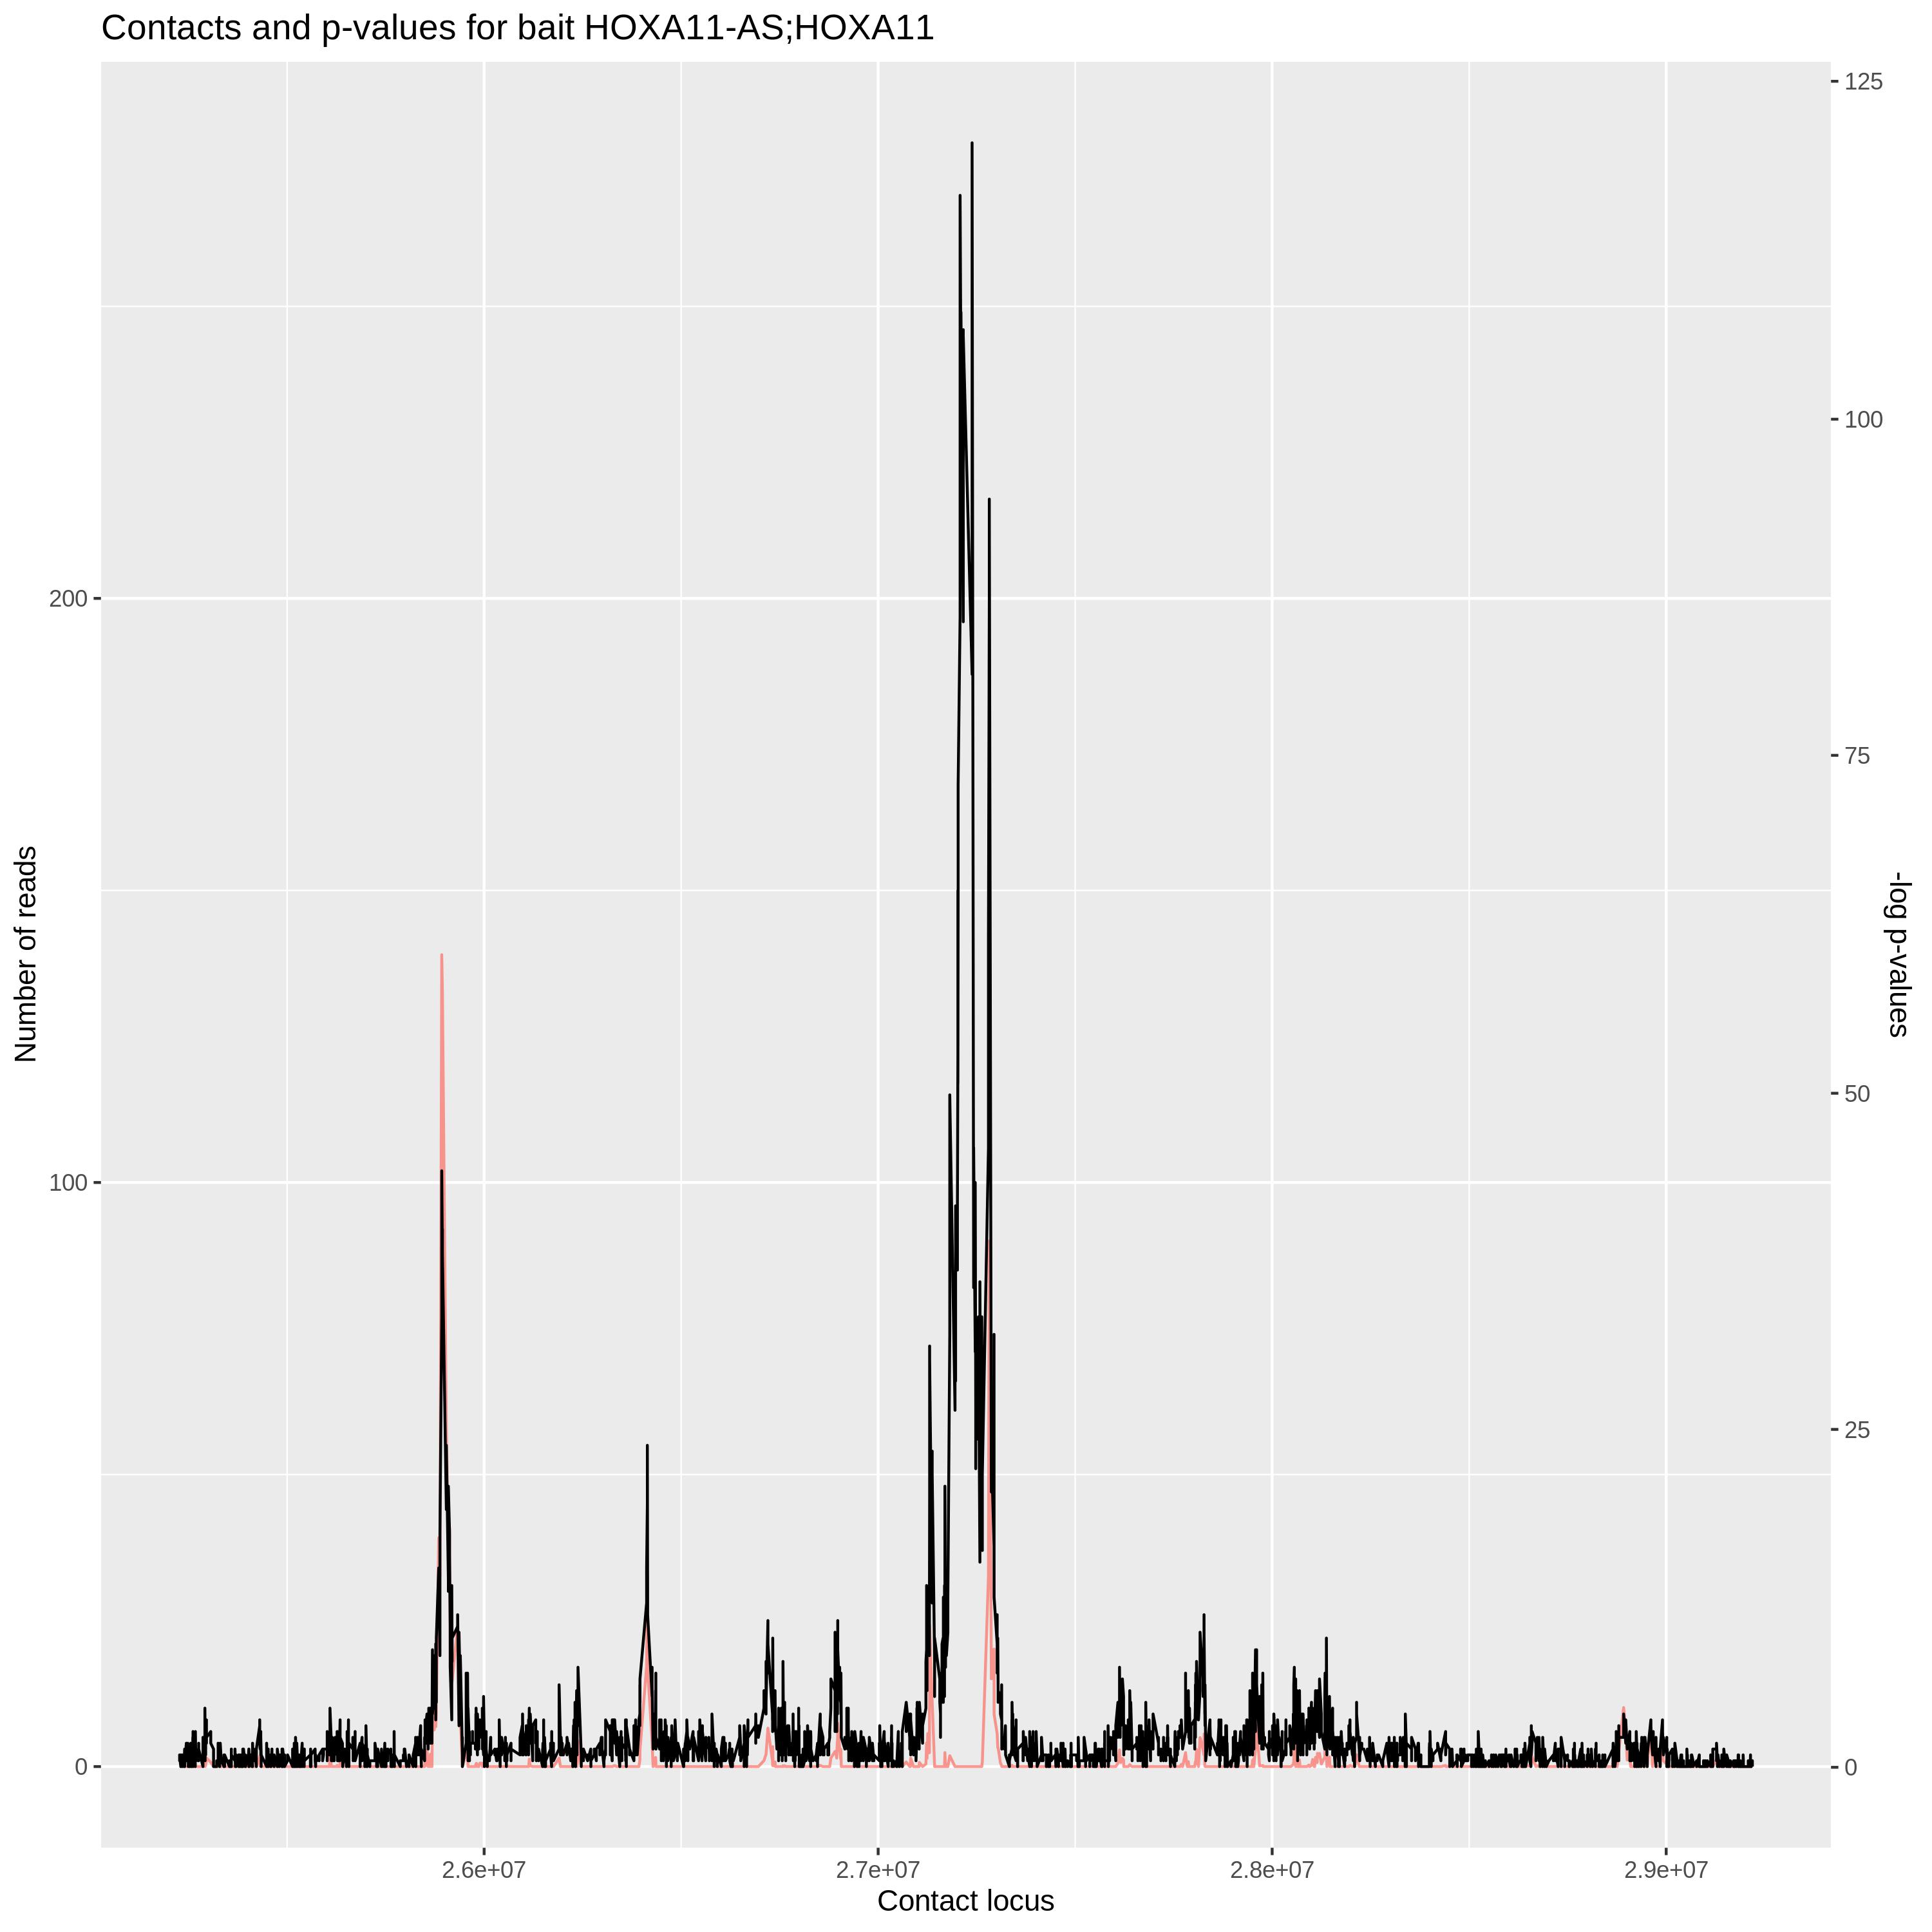 Contacts and p-values for bait HOXA11-AS;HOXA11
125
100
200
75
Number of reads
-log p-values
50
100
25
0
0
2.6e+07
2.7e+07
2.8e+07
2.9e+07
Contact locus